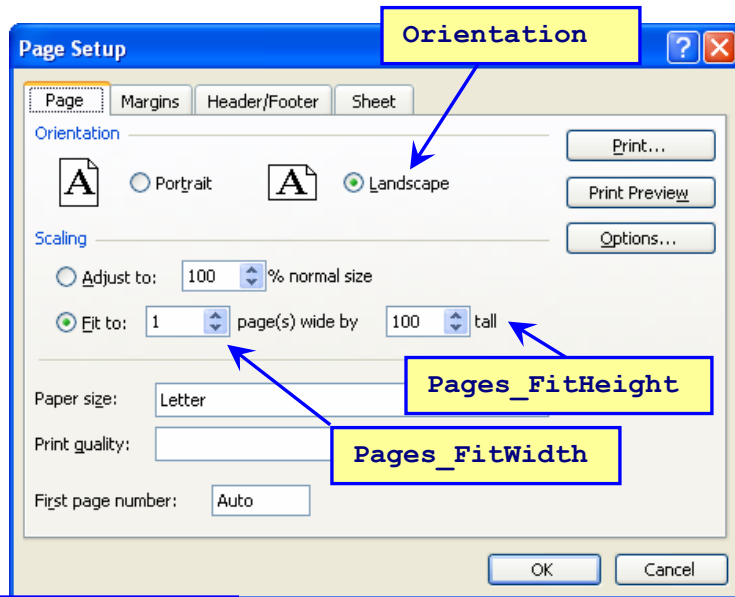 Orientation
Page Setup
Page Margins Header/Footer Sheet
Orientation
Print...
A Portrait A Landscape
Print Preview
Scaling
Options...
Adjust to: 100 % normal size
Fit to: 1 page(s) wide by 100 tall
Pages_FitHeight
Paper size: Letter
Print quality:
Pages_FitWidth
First page number: Auto
OK Cancel